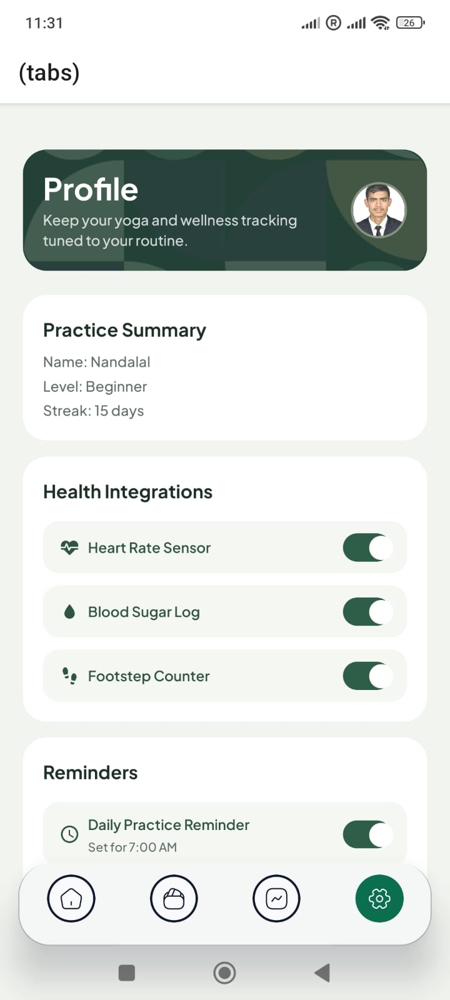 11:31
R
26
(tabs)
Profile
Keep your yoga and wellness tracking
tuned to your routine.
Practice Summary
Name: Nandalal
Level: Beginner
Streak: 15 days
Health Integrations
Heart Rate Sensor
Blood Sugar Log
Footstep Counter
Reminders
Daily Practice Reminder
Set for 7:00 AM